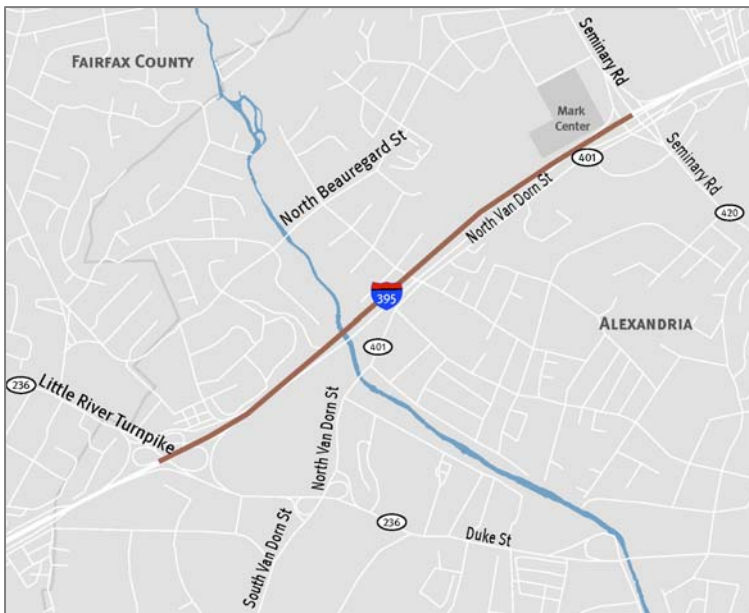 Seminary Rd
FAIRFAX COUNTY
Mark
Center
North Beauregard St
401
Seminary Rd
North Van Dorn St
420
395
ALEXANDRIA
401
236
Little River Turnpike
North Van Dorn St
236
South Van Dorn St
Duke St